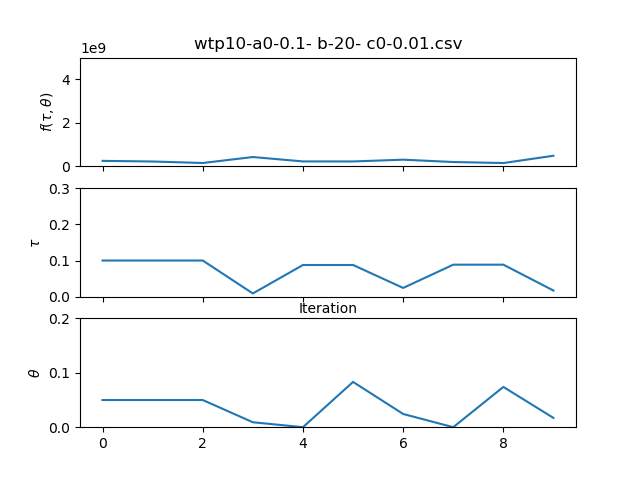 wtp10-a0-0.1- b-20- c0-0.01.csv
1e9
f(τ, θ)
4
2
0
τ
0.3
0.2
0.1
0.0
Iteration
θ
0.2
0.1
0.0
0 2 4 6 8